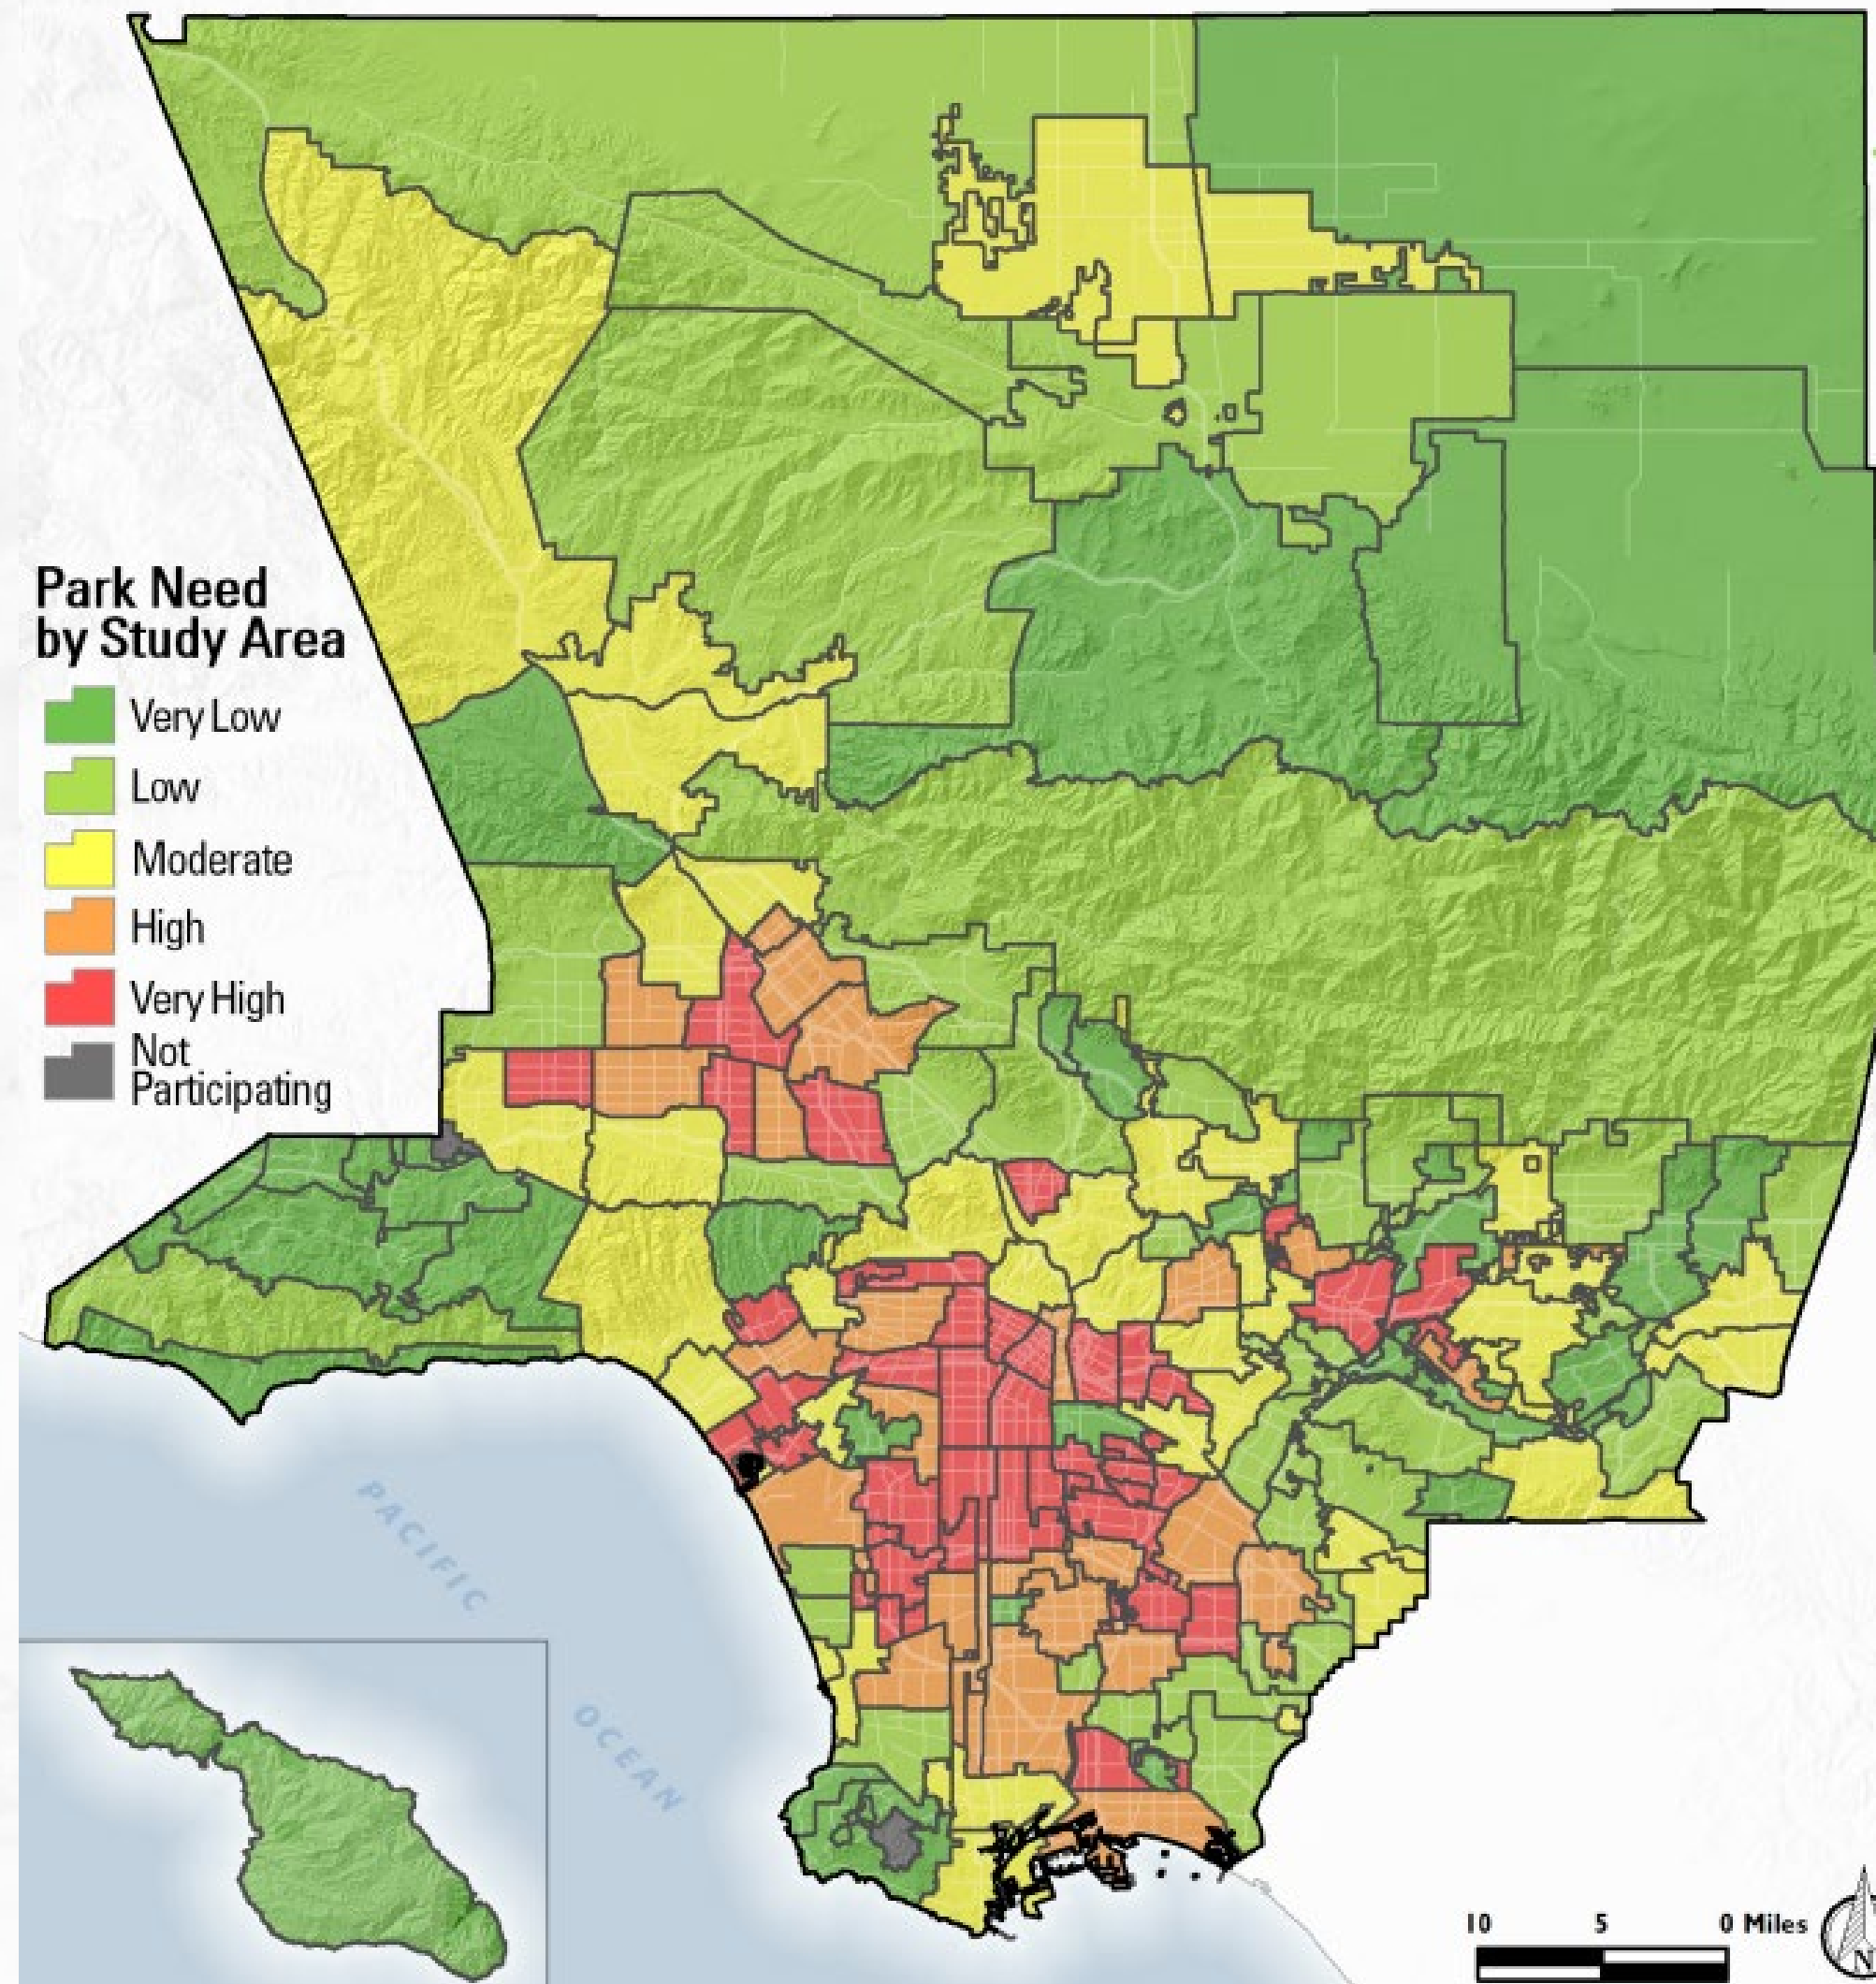 Park Need
by Study Area
Very Low
Low
Moderate
High
Very High
Not
Participating
PACIFIC
OCEAN
10 5 0 Miles
N